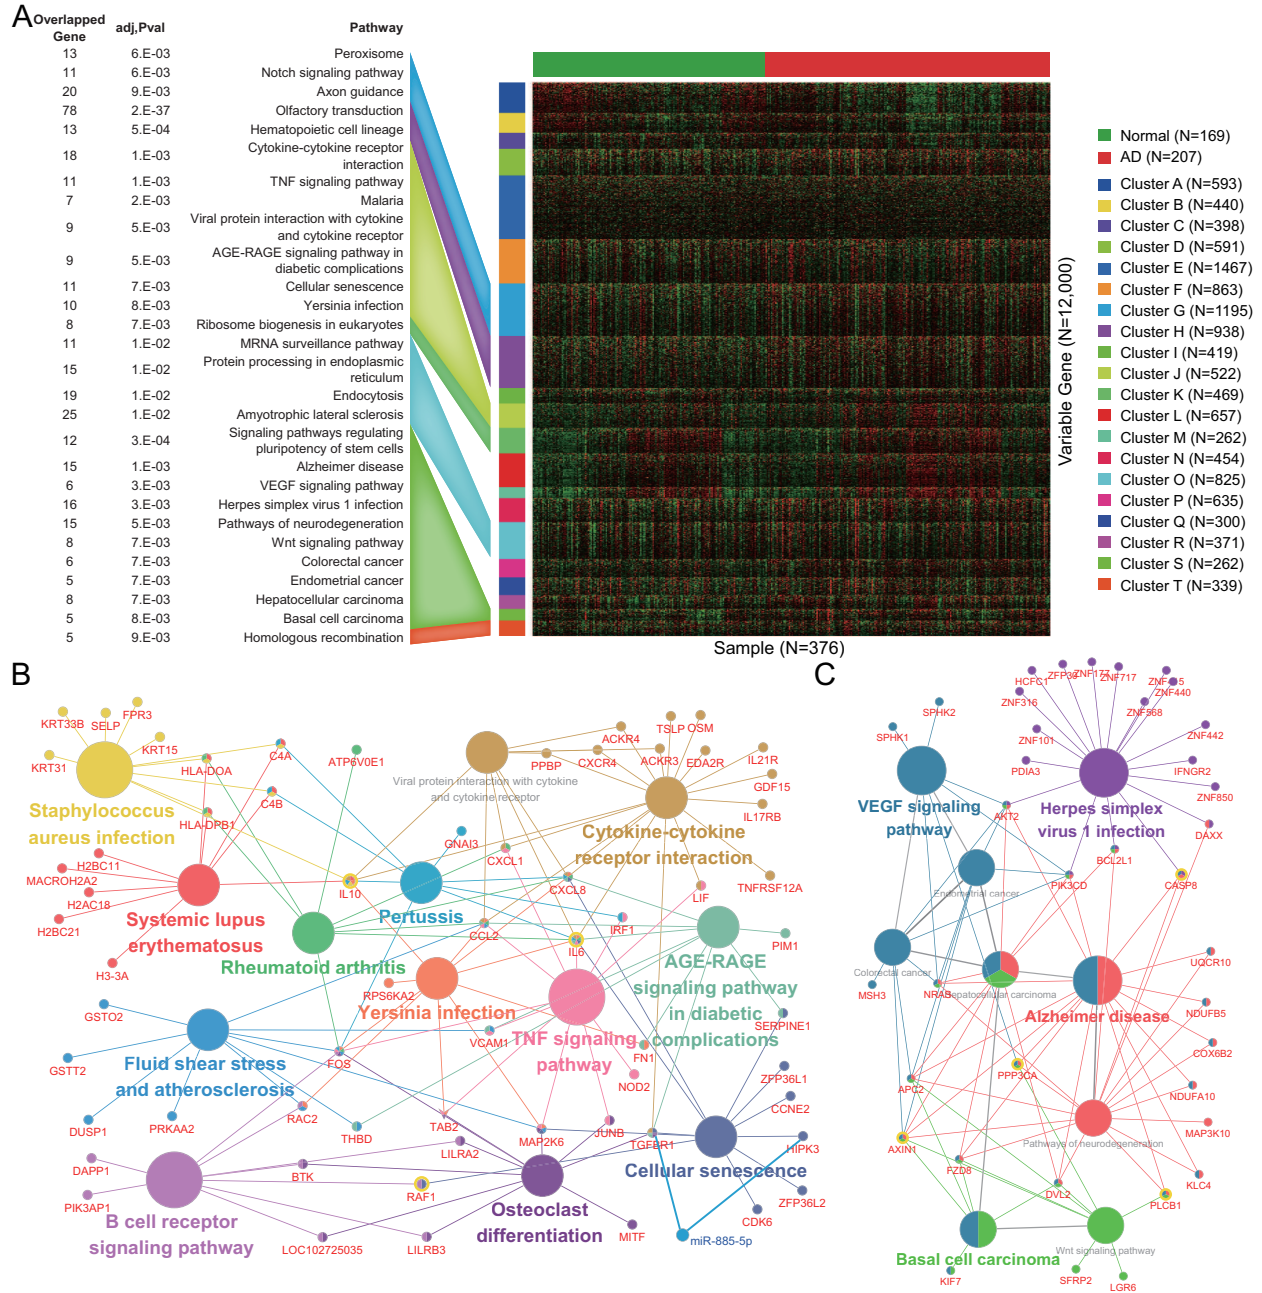 A
Overlapped Gene adj,Pval Pathway
13 6.E-03 Peroxisome
11 6.E-03 Notch signaling pathway
20 9.E-03 Axon guidance
78 2.E-37 Olfactory transduction
13 5.E-04 Hematopoietic cell lineage
18 1.E-03 Cytokine-cytokine receptor interaction
11 1.E-03 TNF signaling pathway
7 2.E-03 Malaria
9 5.E-03 Viral protein interaction with cytokine and cytokine receptor
9 5.E-03 AGE-RAGE signaling pathway in diabetic complications
11 7.E-03 Cellular senescence
10 8.E-03 Yersinia infection
8 7.E-03 Ribosome biogenesis in eukaryotes
11 1.E-02 MRNA surveillance pathway
15 1.E-02 Protein processing in endoplasmic reticulum
19 1.E-02 Endocytosis
25 1.E-02 Amyotrophic lateral sclerosis
12 3.E-04 Signaling pathways regulating pluripotency of stem cells
15 1.E-03 Alzheimer disease
6 3.E-03 VEGF signaling pathway
16 3.E-03 Herpes simplex virus 1 infection
15 5.E-03 Pathways of neurodegeneration
8 7.E-03 Wnt signaling pathway
6 7.E-03 Colorectal cancer
5 7.E-03 Endometrial cancer
8 7.E-03 Hepatocellular carcinoma
5 8.E-03 Basal cell carcinoma
5 9.E-03 Homologous recombination
Sample (N=376)
Variable Gene (N=12,000)
Normal (N=169)
AD (N=207)
Cluster A (N=593)
Cluster B (N=440)
Cluster C (N=398)
Cluster D (N=591)
Cluster E (N=1467)
Cluster F (N=863)
Cluster G (N=1195)
Cluster H (N=938)
Cluster I (N=419)
Cluster J (N=522)
Cluster K (N=469)
Cluster L (N=657)
Cluster M (N=262)
Cluster N (N=454)
Cluster O (N=825)
Cluster P (N=635)
Cluster Q (N=300)
Cluster R (N=371)
Cluster S (N=262)
Cluster T (N=339)
B
FPR3
KRT33B
SELP
KRT15
KRT31
Staphylococcus
aureus infection
HLA-DOA
C4A
ATP6V0E1
C4B
HLA-DPB1
H2BC11
MACROH2A2
H2AC18
H2BC21
H3-3A
Systemic lupus
erythematosus
IL10
Rheumatoid arthritis
Pertussis
GNAI3
CXCL1
CXCL8
CCL2
IL6
IRF1
LIF
Viral protein interaction with cytokine
and cytokine receptor
PPBP
ACKR4
CXCR4
ACKR3
TSLP
OSM
EDA2R
IL21R
GDF15
IL17RB
TNFRSF12A
Cytokine-cytokine
receptor interaction
PIM1
AGE-RAGE
signaling pathway
in diabetic
complications
SERPINE1
RPS6KA2
Yersinia infection
VCAM1
TNF signaling
pathway
FN1
NOD2
GSTO2
GSTT2
Fluid shear stress
and atherosclerosis
FOS
DUSP1
PRKAA2
RAC2
THBD
TAB2
MAP2K6
JUNB
TGFBR1
ZFP36L1
CCNE2
HIPK3
Cellular senescence
ZFP36L2
CDK6
miR-885-5p
DAPP1
PIK3AP1
B cell receptor
signaling pathway
BTK
LILRA2
RAF1
LOC102725035
LILRB3
Osteoclast
differentiation
MITF
C
SPHK2
SPHK1
VEGF signaling
pathway
HCFC1
ZFP30
ZNF177
ZNF717
ZNF440
ZNF316
ZNF568
ZNF101
ZNF442
PDIA3
IFNGR2
ZNF850
Herpes simplex
virus 1 infection
DAXX
AKT2
BCL2L1
PIK3CD
CASP8
Endometrial cancer
Colorectal cancer
MSH3
NRAS
Hepatocellular carcinoma
Alzheimer disease
UQCR10
NDUFB5
COX6B2
NDUFA10
MAP3K10
KLC4
PLCB1
PPP3CA
APC2
AXIN1
FZD8
DVL2
Pathways of neurodegeneration
Basal cell carcinoma
Wnt signaling pathway
KIF7
SFRP2
LGR6